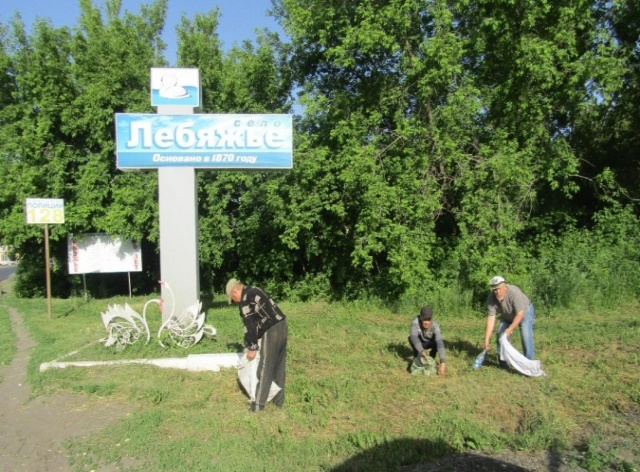 село
Лебяжье
Основано в 1870 году
ПОЛИЦИЯ
128